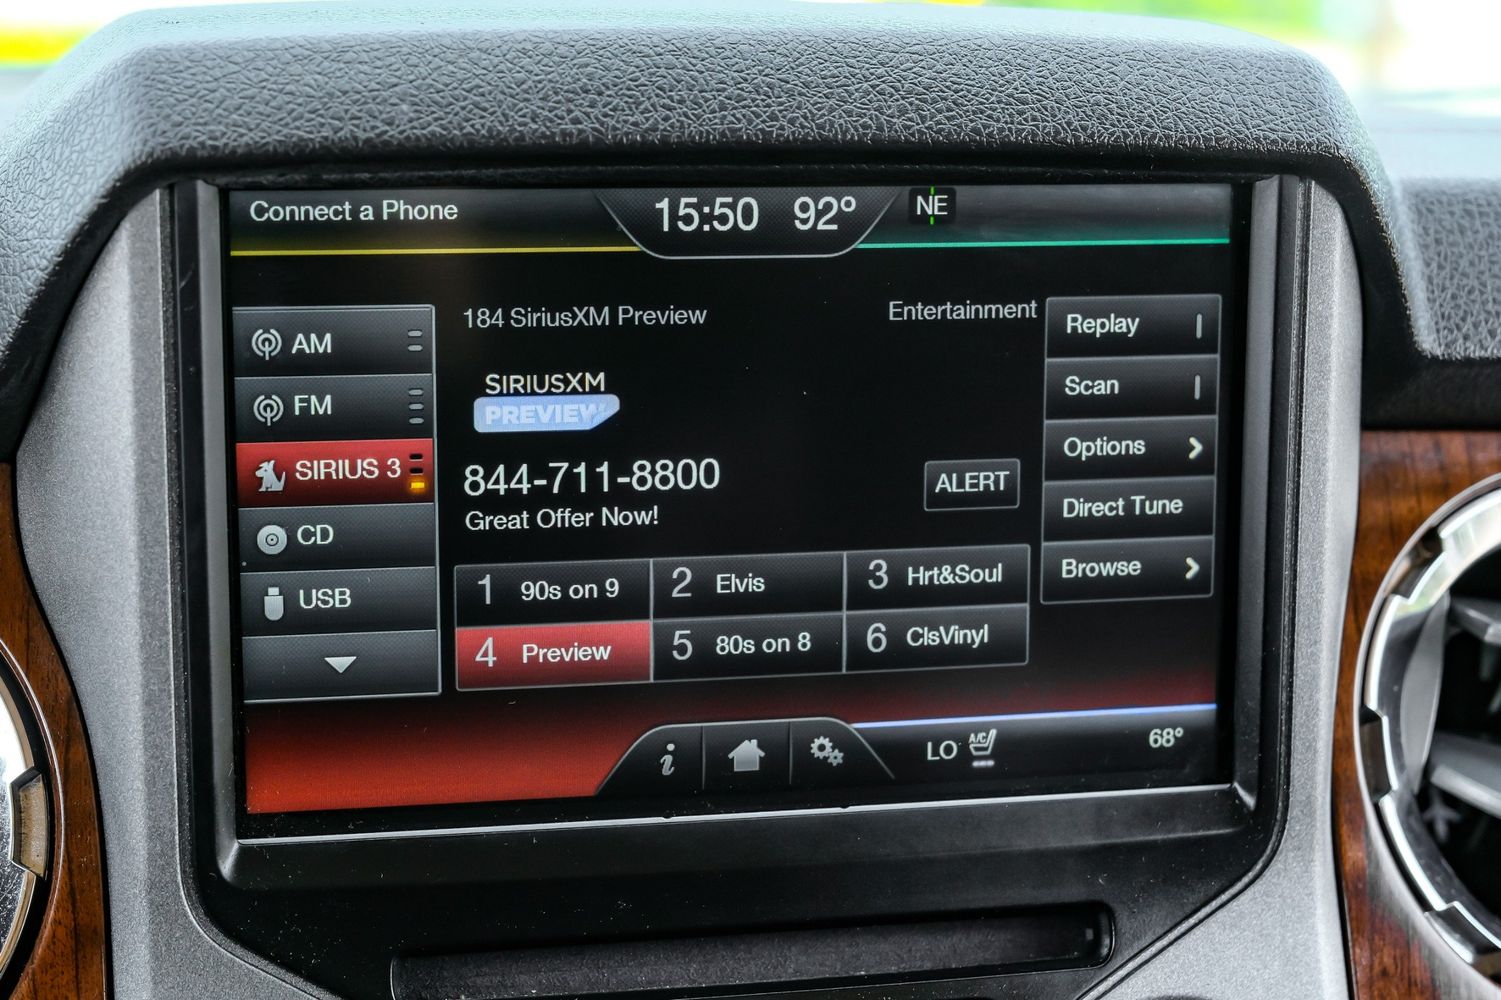 Connect a Phone
15:50 92° NE
AM
FM
SIRIUS 3
CD
USB
184 SiriusXM Preview
Entertainment
SIRIUSXM
PREVIEW
844-711-8800
Great Offer Now!
ALERT
1 90s on 9
2 Elvis
3 Hrt&Soul
4 Preview
5 80s on 8
6 ClsVinyl
Replay
Scan
Options
Direct Tune
Browse
i
LO A/C 68°